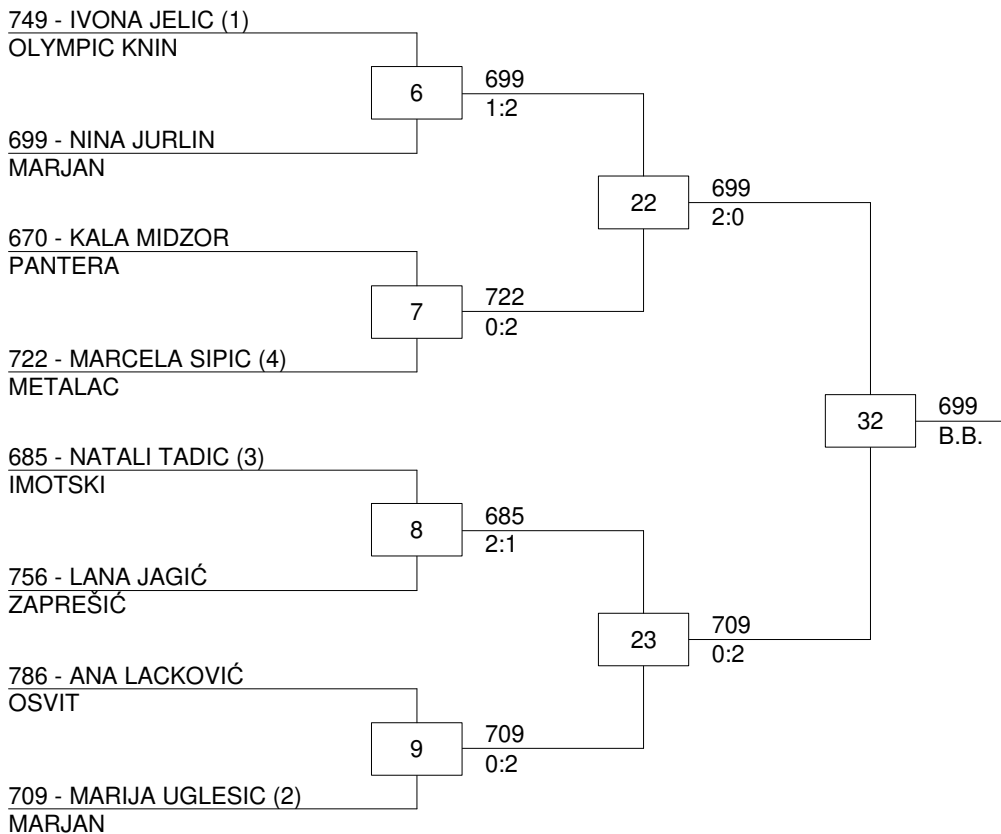 749 - IVONA JELIC (1)
OLYMPIC KNIN
6
699
1:2
699 - NINA JURLIN
MARJAN
22
699
2:0
670 - KALA MIDZOR
PANTERA
7
722
0:2
722 - MARCELA SIPIC (4)
METALAC
32
699
B.B.
685 - NATALI TADIC (3)
IMOTSKI
8
685
2:1
756 - LANA JAGIĆ
ZAPREŠIĆ
23
709
0:2
786 - ANA LACKOVIĆ
OSVIT
9
709
0:2
709 - MARIJA UGLESIC (2)
MARJAN